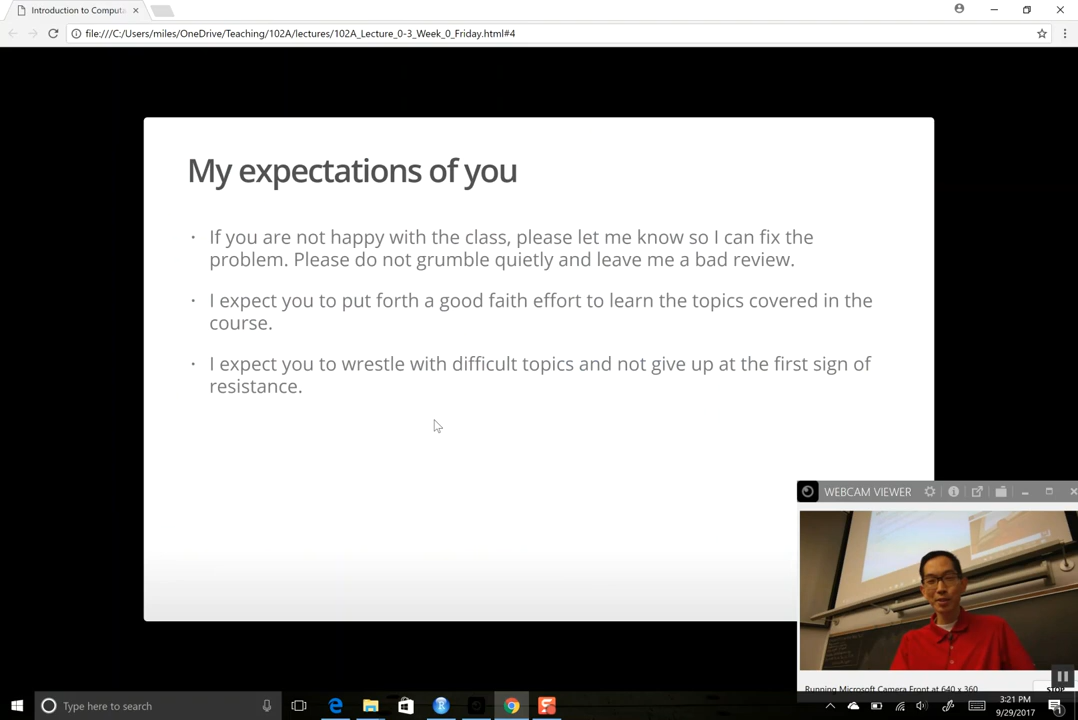 Introduction to Computa
file:///C:/Users/miles/OneDrive/Teaching/102A/lectures/102A_Lecture_0-3_Week_0_Friday.html#4
My expectations of you
· If you are not happy with the class, please let me know so I can fix the
problem. Please do not grumble quietly and leave me a bad review.
· I expect you to put forth a good faith effort to learn the topics covered in the
course.
· I expect you to wrestle with difficult topics and not give up at the first sign of
resistance.
WEBCAM VIEWER
Running Microsoft Camera Front at 640 x 360
STOP
Type here to search
3:21 PM
9/29/2017